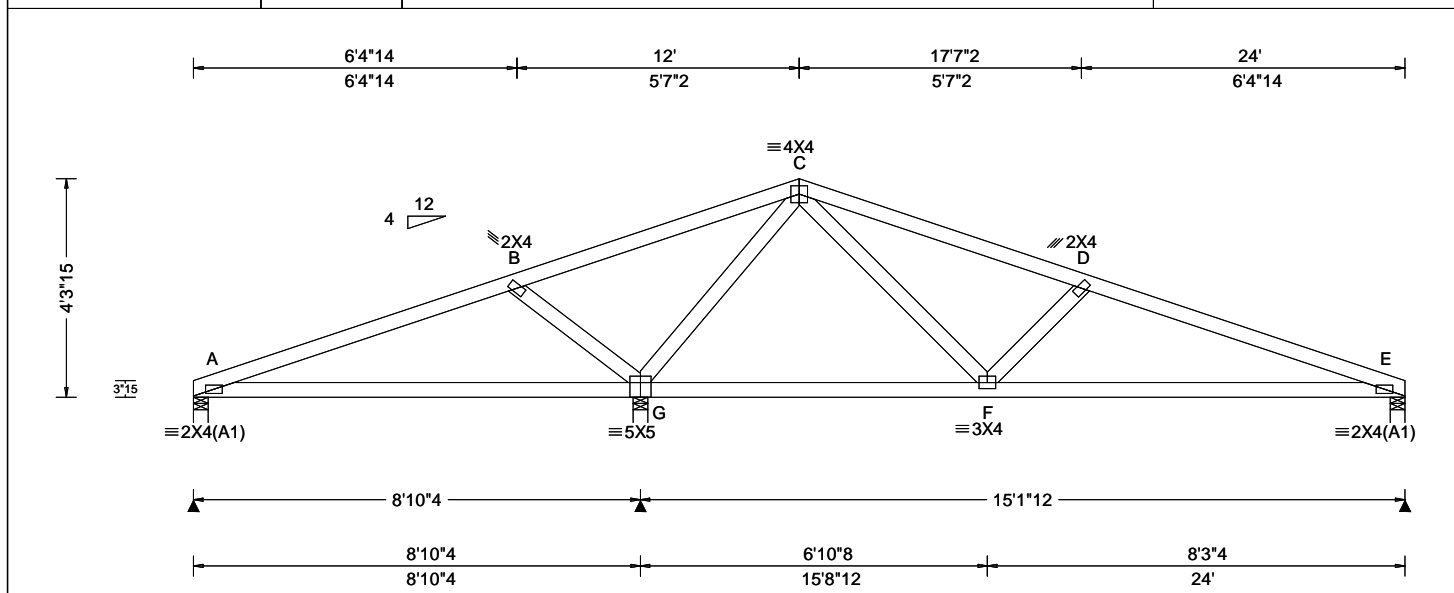 6'4"14 12' 17'7"2 24'
6'4"14 5'7"2 5'7"2 6'4"14
≡4X4
C
12
4
2X4 2X4
B D
4'3"15
A E
3"15
G F
≡2X4(A1) ≡5X5 ≡3X4 ≡2X4(A1)
8'10"4 15'1"12
8'10"4 6'10"8 8'3"4
8'10"4 15'8"12 24'